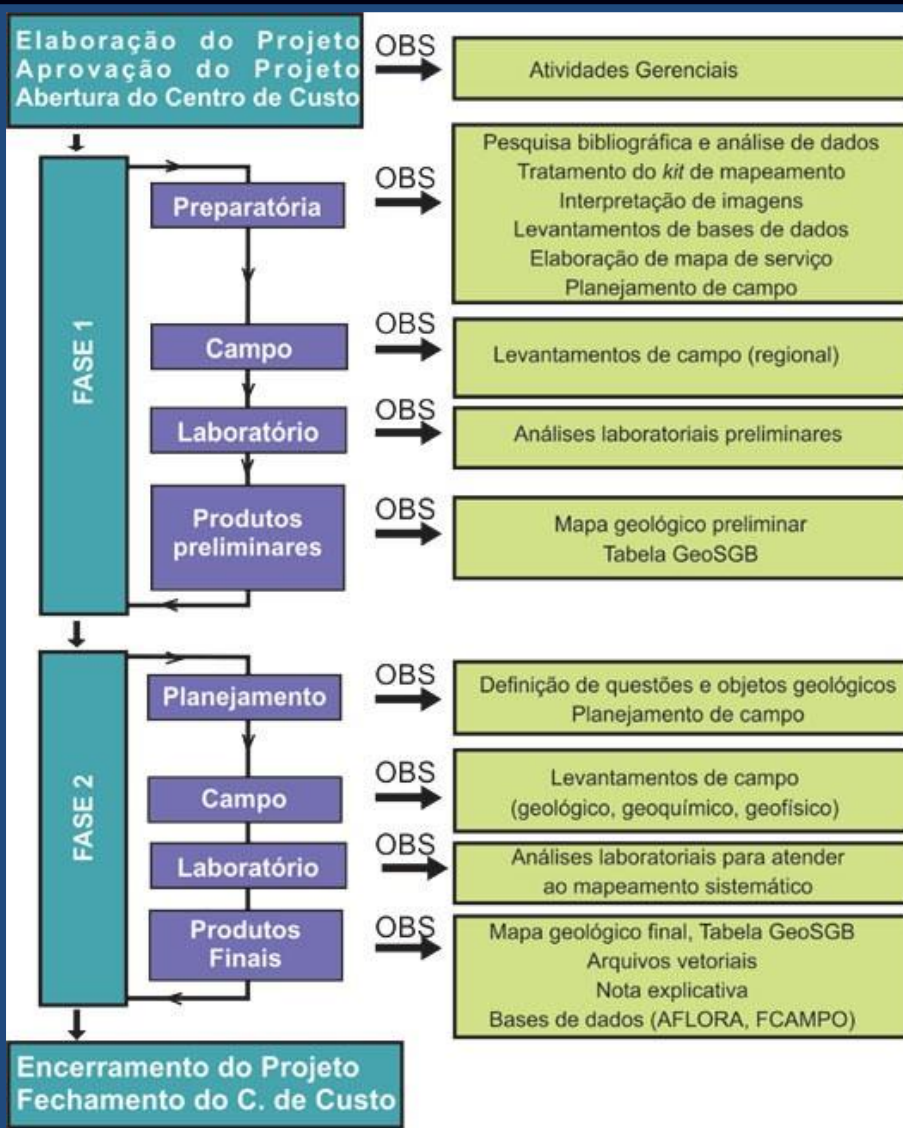 Elaboração do Projeto
Aprovação do Projeto
Abertura do Centro de Custo
OBS
Atividades Gerenciais
FASE 1
Preparatória
OBS
Pesquisa bibliográfica e análise de dados
Tratamento do kit de mapeamento
Interpretação de imagens
Levantamentos de bases de dados
Elaboração de mapa de serviço
Planejamento de campo
Campo
OBS
Levantamentos de campo (regional)
Laboratório
OBS
Análises laboratoriais preliminares
Produtos
preliminares
OBS
Mapa geológico preliminar
Tabela GeoSGB
FASE 2
Planejamento
OBS
Definição de questões e objetos geológicos
Planejamento de campo
Campo
OBS
Levantamentos de campo
(geológico, geoquímico, geofísico)
Laboratório
OBS
Análises laboratoriais para atender
ao mapeamento sistemático
Produtos
Finais
OBS
Mapa geológico final, Tabela GeoSGB
Arquivos vetoriais
Nota explicativa
Bases de dados (AFLORA, FCAMPO)
Encerramento do Projeto
Fechamento do C. de Custo